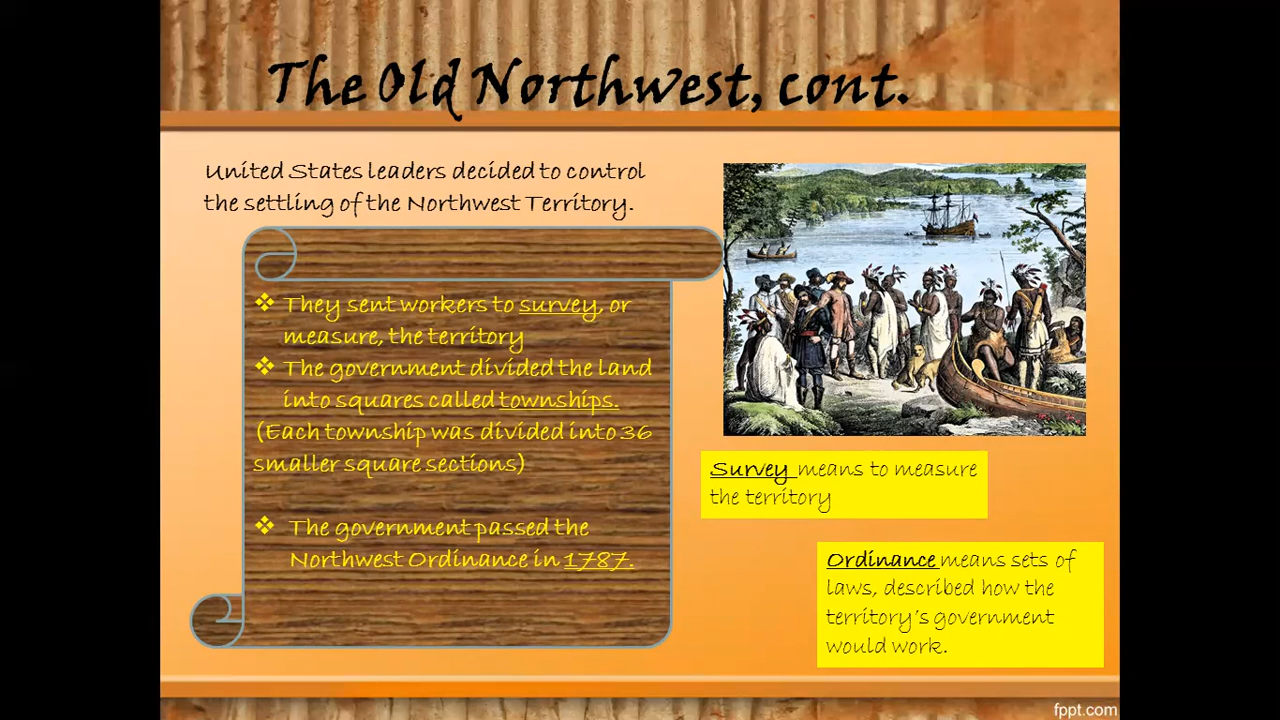 The Old Northwest, cont.
United States leaders decided to control
the settling of the Northwest Territory.
❖ They sent workers to survey, or
measure, the territory
❖ The government divided the land
into squares called townships.
(Each township was divided into 36
smaller square sections)
❖ The government passed the
Northwest Ordinance in 1787.
Survey means to measure
the territory
Ordinance means sets of
laws, described how the
territory's government
would work.
fppt.com